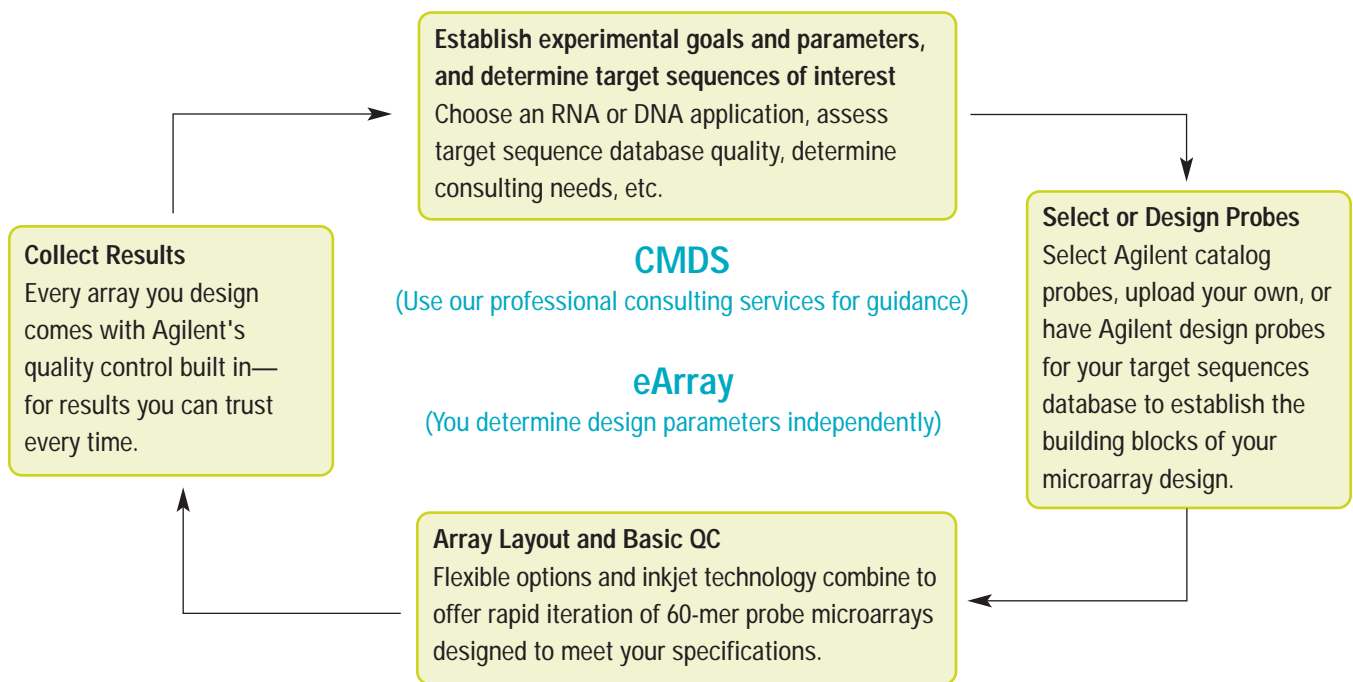 Establish experimental goals and parameters,
and determine target sequences of interest
Choose an RNA or DNA application, assess
target sequence database quality, determine
consulting needs, etc.
Select or Design Probes
Select Agilent catalog
probes, upload your own, or
have Agilent design probes
for your target sequences
database to establish the
building blocks of your
microarray design.
Collect Results
Every array you design
comes with Agilent's
quality control built in—
for results you can trust
every time.
CMDS
(Use our professional consulting services for guidance)
eArray
(You determine design parameters independently)
Array Layout and Basic QC
Flexible options and inkjet technology combine to
offer rapid iteration of 60-mer probe microarrays
designed to meet your specifications.